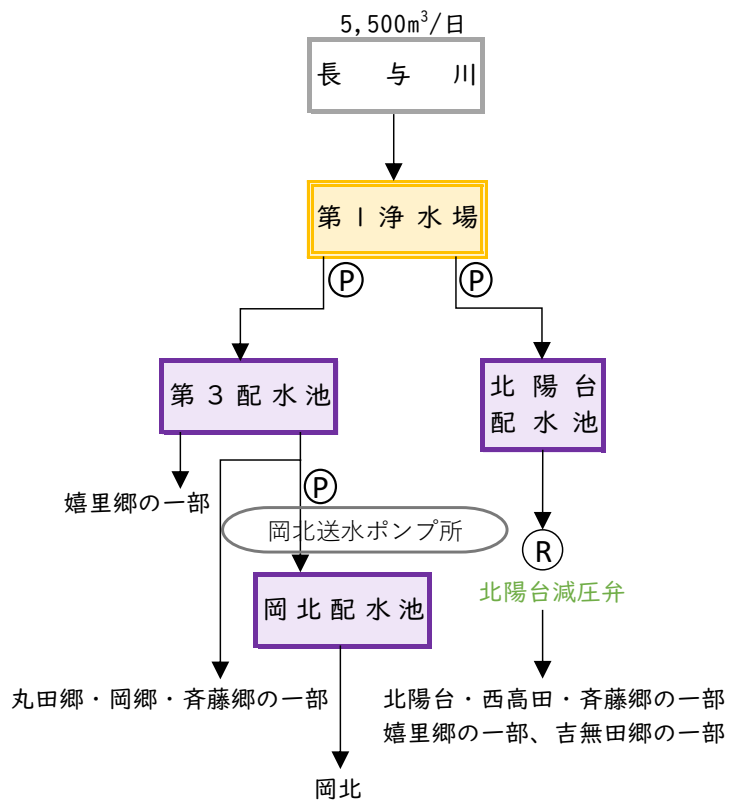 5,500m³/日
長与川
第1浄水場
Ⓟ Ⓟ
第3配水池
北陽台
配水池
嬉里郷の一部
Ⓟ
岡北送水ポンプ所
Ⓡ
北陽台減圧弁
岡北配水池
丸田郷・岡郷・斉藤郷の一部
北陽台・西高田・斉藤郷の一部
嬉里郷の一部、吉無田郷の一部
岡北